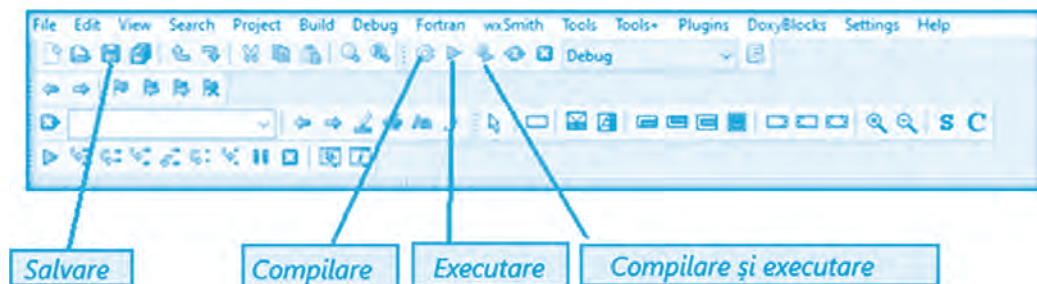 File Edit View Search Project Build Debug Fortran wxSmith Tools Tools+ Plugins DoxyBlocks Settings Help
Debug
S C
Salvare Compilare Executare Compilare și executare